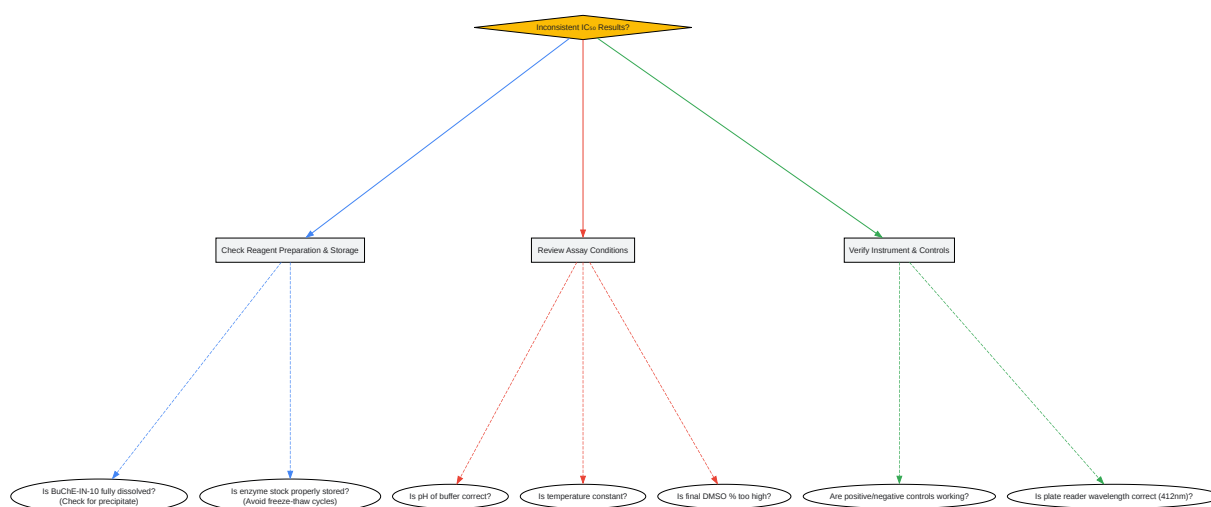 Inconsistent IC₅₀ Results?
Check Reagent Preparation & Storage
Review Assay Conditions
Verify Instrument & Controls
Is BuChE-IN-10 fully dissolved?
(Check for precipitate)
Is enzyme stock properly stored?
(Avoid freeze-thaw cycles)
Is pH of buffer correct?
Is temperature constant?
Is final DMSO % too high?
Are positive/negative controls working?
Is plate reader wavelength correct (412nm)?